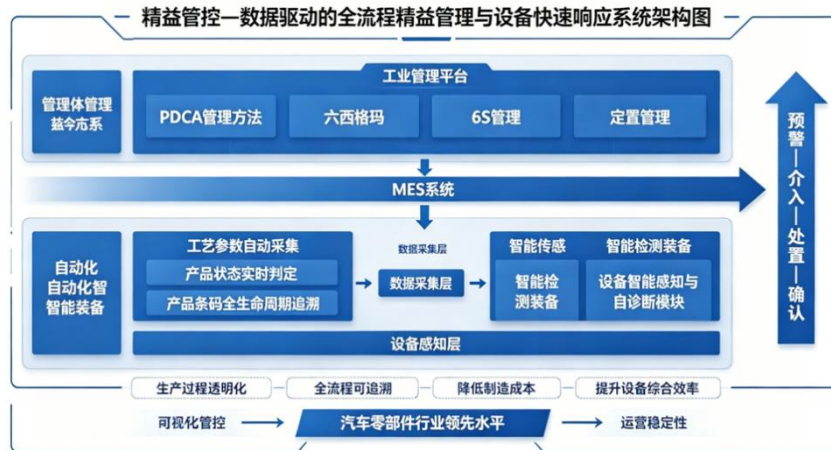 精益管控—数据驱动的全流程精益管理与设备快速响应系统架构图
工业管理平台
管理体管理
PDCA管理方法
六西格玛
6S管理
定置管理
MES系统
预警—介入—处置—确认
自动化
自动化智
智能装备
工艺参数自动采集
产品状态实时判定
产品条码全生命周期追溯
数据采集层
数据采集层
智能传感
智能检测装备
智能检
测装备
设备智能感知与
自诊断模块
设备感知层
生产过程透明化
全流程可追溯
降低制造成本
提升设备综合效率
可视化管控
汽车零部件行业领先水平
运营稳定性